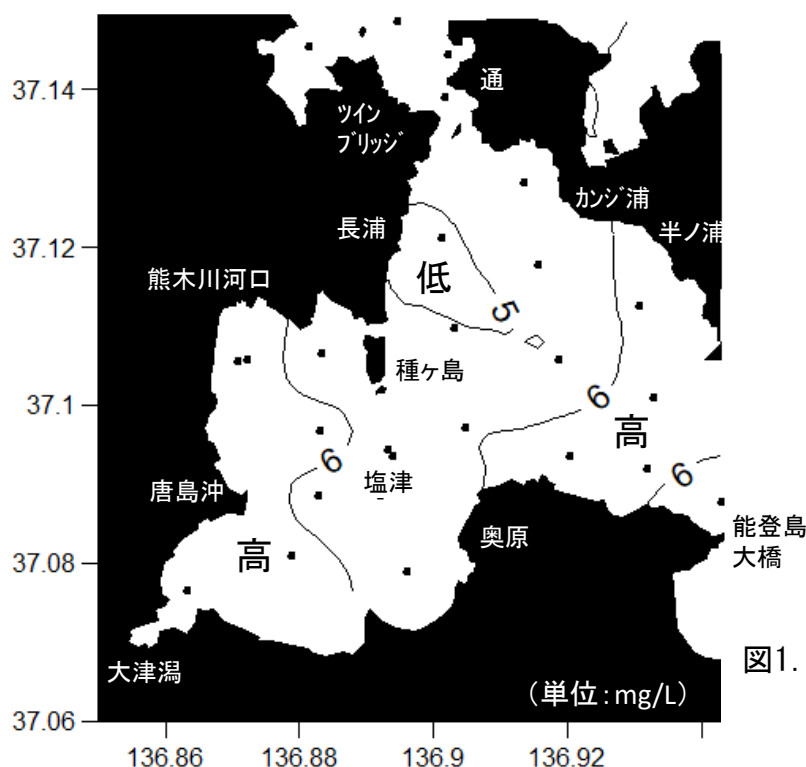 37.14
37.12
37.1
37.08
37.06
136.86
136.88
136.9
136.92
通
ツイン
ブリッジ
カンジ浦
長浦
半ノ浦
熊木川河口
低
5
種ヶ島
6
高
6
塩津
6
唐島沖
奥原
能登島
大橋
高
大津潟
図1.
(単位:mg/L)